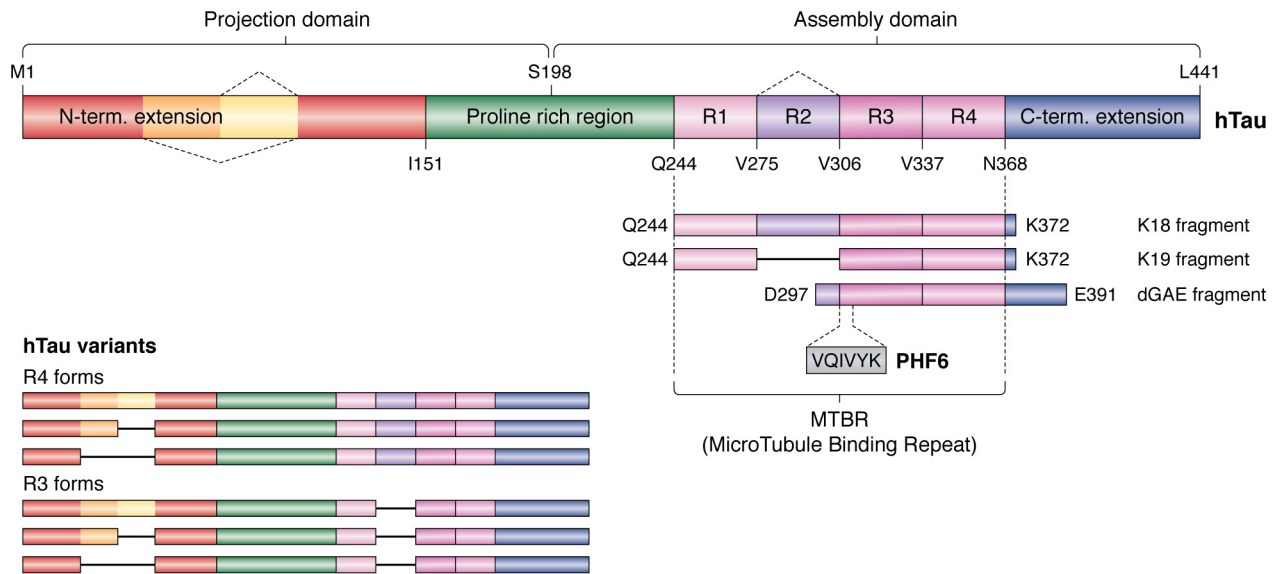 Projection domain
Assembly domain
M1
S198
L441
N-term. extension
Proline rich region
R1
R2
R3
R4
C-term. extension
hTau
I151
Q244
V275
V306
V337
N368
Q244
K372
K18 fragment
Q244
K372
K19 fragment
D297
E391
dGAE fragment
VQIVYK
PHF6
MTBR
(MicroTubule Binding Repeat)
hTau variants
R4 forms
R3 forms